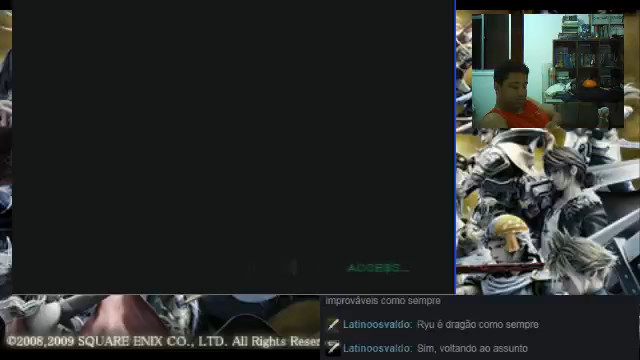 ACCESS...
improváveis como sempre
Latinoosvaldo: Ryu é dragão como sempre
Latinoosvaldo: Sim, voltando ao assunto
©2008,2009 SQUARE ENIX CO., LTD. All Rights Reser